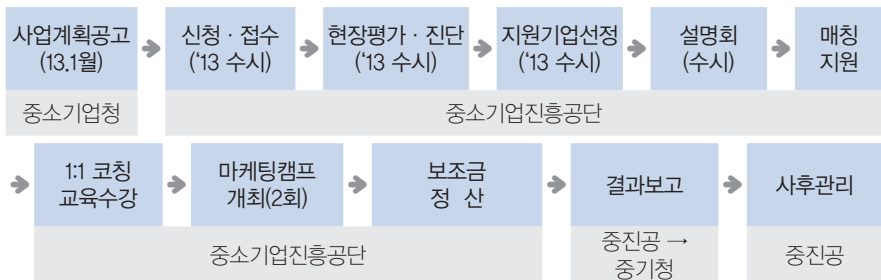 사업계획공고
(13.1월)
신청 · 접수
(‘13 수시)
현장평가 · 진단
(‘13 수시)
지원기업선정
(‘13 수시)
설명회
(수시)
매칭
지원
중소기업청
중소기업진흥공단
1:1 코칭
교육수강
마케팅캠프
개최(2회)
보조금
정 산
결과보고
사후관리
중소기업진흥공단
중진공 →
중기청
중진공